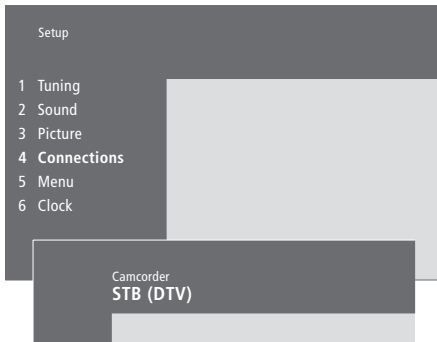 Setup
1 Tuning
2 Sound
3 Picture
4 Connections
5 Menu
6 Clock
Camcorder
STB (DTV)